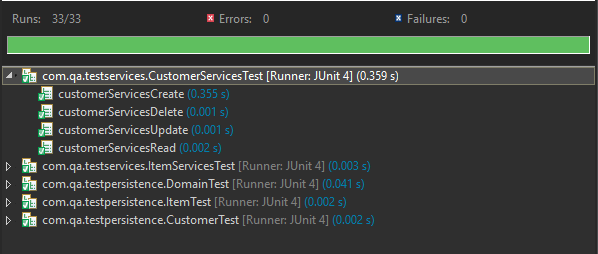 Runs: 33/33 Errors: 0 Failures: 0
com.qa.testservices.CustomerServicesTest [Runner: JUnit 4] (0.359 s)
customerServicesCreate (0.355 s)
customerServicesDelete (0.001 s)
customerServicesUpdate (0.001 s)
customerServicesRead (0.002 s)
com.qa.testservices.ItemServicesTest [Runner: JUnit 4] (0.003 s)
com.qa.testpersistence.DomainTest [Runner: JUnit 4] (0.041 s)
com.qa.testpersistence.ItemTest [Runner: JUnit 4] (0.002 s)
com.qa.testpersistence.CustomerTest [Runner: JUnit 4] (0.002 s)